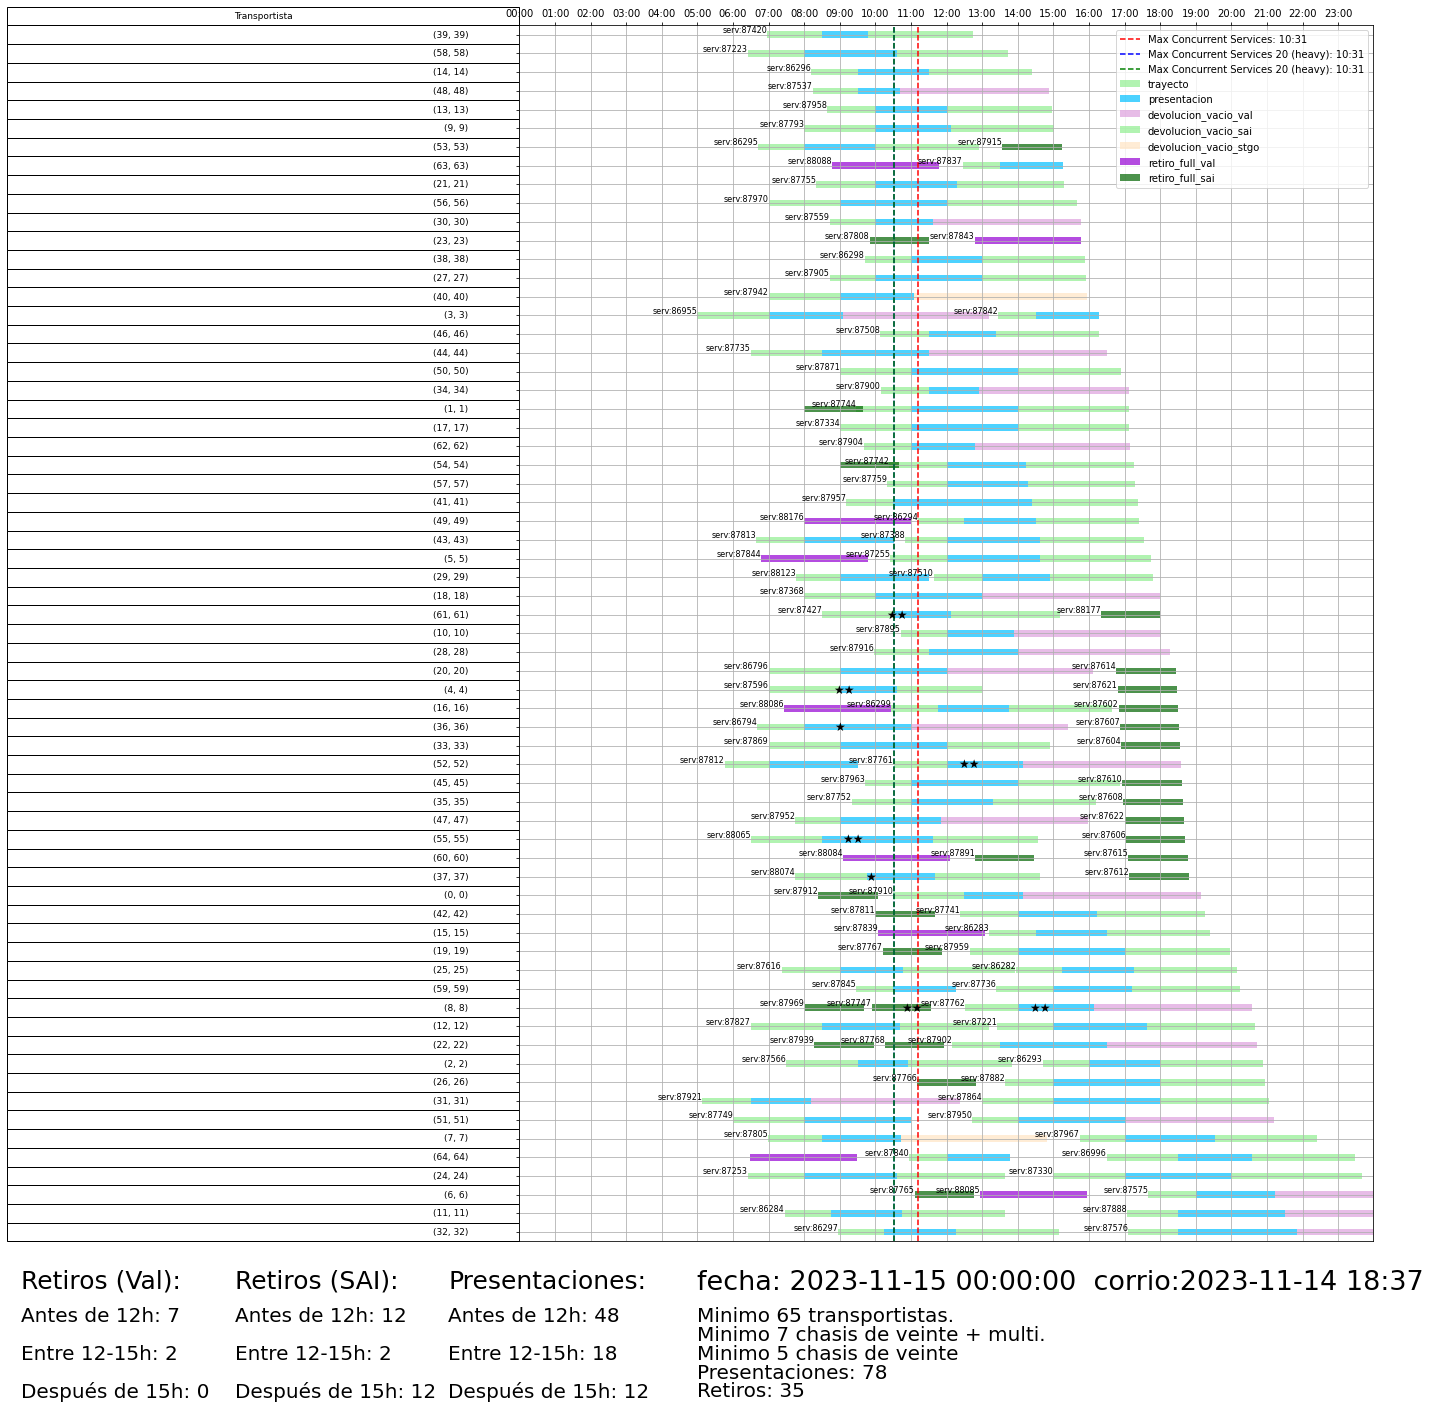 Transportista 00:00 01:00 02:00 03:00 04:00 05:00 06:00 07:00 08:00 09:00 10:00 11:00 12:00 13:00 14:00 15:00 16:00 17:00 18:00 19:00 20:00 21:00 22:00 23:00
Max Concurrent Services: 10:31
Max Concurrent Services 20 (heavy): 10:31
Max Concurrent Services 20 (heavy): 10:31
trayecto
presentacion
devolucion_vacio_val
devolucion_vacio_sai
devolucion_vacio_stgo
retiro_full_val
retiro_full_sai
(39, 39) serv:87420
(58, 58) serv:87223
(14, 14) serv:86296
(48, 48) serv:87537
(13, 13) serv:87958
(9, 9) serv:87793
(53, 53) serv:86295 serv:87915
(63, 63) serv:88088 serv:87837
(21, 21) serv:87755
(56, 56) serv:87970
(30, 30) serv:87559
(23, 23) serv:87808 serv:87843
(38, 38) serv:86298
(27, 27) serv:87905
(40, 40) serv:87942
(3, 3) serv:86955 serv:87842
(46, 46) serv:87508
(44, 44) serv:87735
(50, 50) serv:87871
(34, 34) serv:87900
(1, 1) serv:87744
(17, 17) serv:87334
(62, 62) serv:87904
(54, 54) serv:87742
(57, 57) serv:87759
(41, 41) serv:87957
(49, 49) serv:88176 serv:86294
(43, 43) serv:87813 serv:87388
(5, 5) serv:87844 serv:87255
(29, 29) serv:88123 serv:87510
(18, 18) serv:87368
(61, 61) serv:87427 serv:88177
(10, 10) serv:87895
(28, 28) serv:87916
(20, 20) serv:86796 serv:87614
(4, 4) serv:87596 serv:87621
(16, 16) serv:88086 serv:86299 serv:87602
(36, 36) serv:86794 serv:87607
(33, 33) serv:87869 serv:87604
(52, 52) serv:87812 serv:87761
(45, 45) serv:87963 serv:87610
(35, 35) serv:87752 serv:87608
(47, 47) serv:87952 serv:87622
(55, 55) serv:88065 serv:87606
(60, 60) serv:88084 serv:87891 serv:87615
(37, 37) serv:88074 serv:87612
(0, 0) serv:87912 serv:87910
(42, 42) serv:87811 serv:87741
(15, 15) serv:87839 serv:86283
(19, 19) serv:87767 serv:87959
(25, 25) serv:87616 serv:86282
(59, 59) serv:87845 serv:87736
(8, 8) serv:87969 serv:87747 serv:87762
(12, 12) serv:87827 serv:87221
(22, 22) serv:87939 serv:87768 serv:87902
(2, 2) serv:87566 serv:86293
(26, 26) serv:87766 serv:87882
(31, 31) serv:87921 serv:87864
(51, 51) serv:87749 serv:87950
(7, 7) serv:87805 serv:87967
(64, 64) serv:87840 serv:86996
(24, 24) serv:87253 serv:87330
(6, 6) serv:87765 serv:88085 serv:87575
(11, 11) serv:86284 serv:87888
(32, 32) serv:86297 serv:87576
Retiros (Val): Retiros (SAI): Presentaciones: fecha: 2023-11-15 00:00:00 corrio:2023-11-14 18:37
Antes de 12h: 7 Antes de 12h: 12 Antes de 12h: 48 Minimo 65 transportistas.
Minimo 7 chasis de veinte + multi.
Entre 12-15h: 2 Entre 12-15h: 2 Entre 12-15h: 18 Minimo 5 chasis de veinte
Presentaciones: 78
Después de 15h: 0 Después de 15h: 12 Después de 15h: 12 Retiros: 35